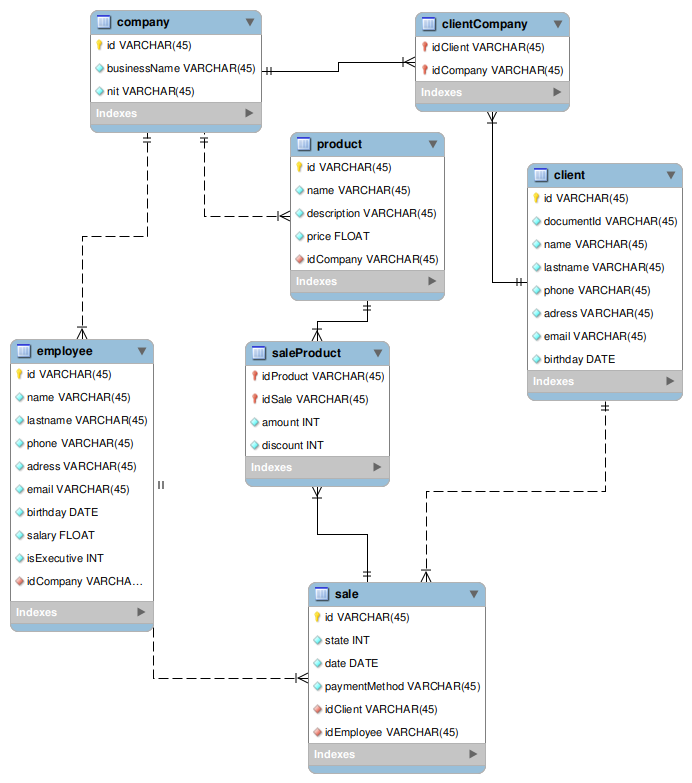 company
id VARCHAR(45)
businessName VARCHAR(45)
nit VARCHAR(45)
Indexes
clientCompany
idClient VARCHAR(45)
idCompany VARCHAR(45)
Indexes
product
id VARCHAR(45)
name VARCHAR(45)
description VARCHAR(45)
price FLOAT
idCompany VARCHAR(45)
Indexes
client
id VARCHAR(45)
documentId VARCHAR(45)
name VARCHAR(45)
lastname VARCHAR(45)
phone VARCHAR(45)
adress VARCHAR(45)
email VARCHAR(45)
birthday DATE
Indexes
employee
id VARCHAR(45)
name VARCHAR(45)
lastname VARCHAR(45)
phone VARCHAR(45)
adress VARCHAR(45)
email VARCHAR(45)
birthday DATE
salary FLOAT
isExecutive INT
idCompany VARCHA...
Indexes
saleProduct
idProduct VARCHAR(45)
idSale VARCHAR(45)
amount INT
discount INT
Indexes
sale
id VARCHAR(45)
state INT
date DATE
paymentMethod VARCHAR(45)
idClient VARCHAR(45)
idEmployee VARCHAR(45)
Indexes